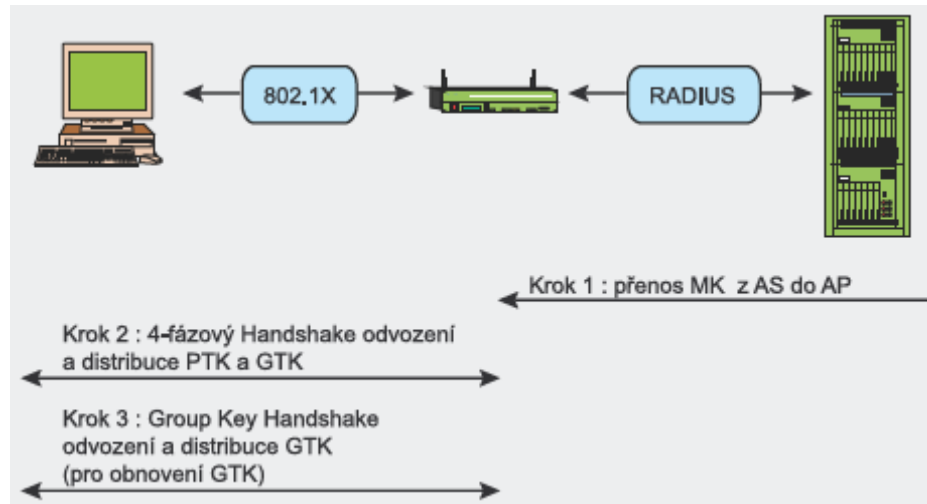 802.1X
RADIUS
Krok 1 : přenos MK z AS do AP
Krok 2 : 4-fázový Handshake odvození
a distribuce PTK a GTK
Krok 3 : Group Key Handshake
odvození a distribuce GTK
(pro obnovení GTK)